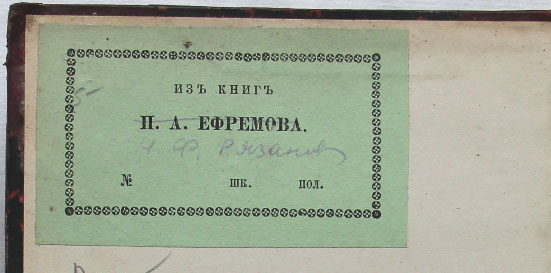 ИЗЪ КНИГЪ
П. А. ЕФРЕМОВА.
Ф. Рязанов
№ ШК. ПОЛ.